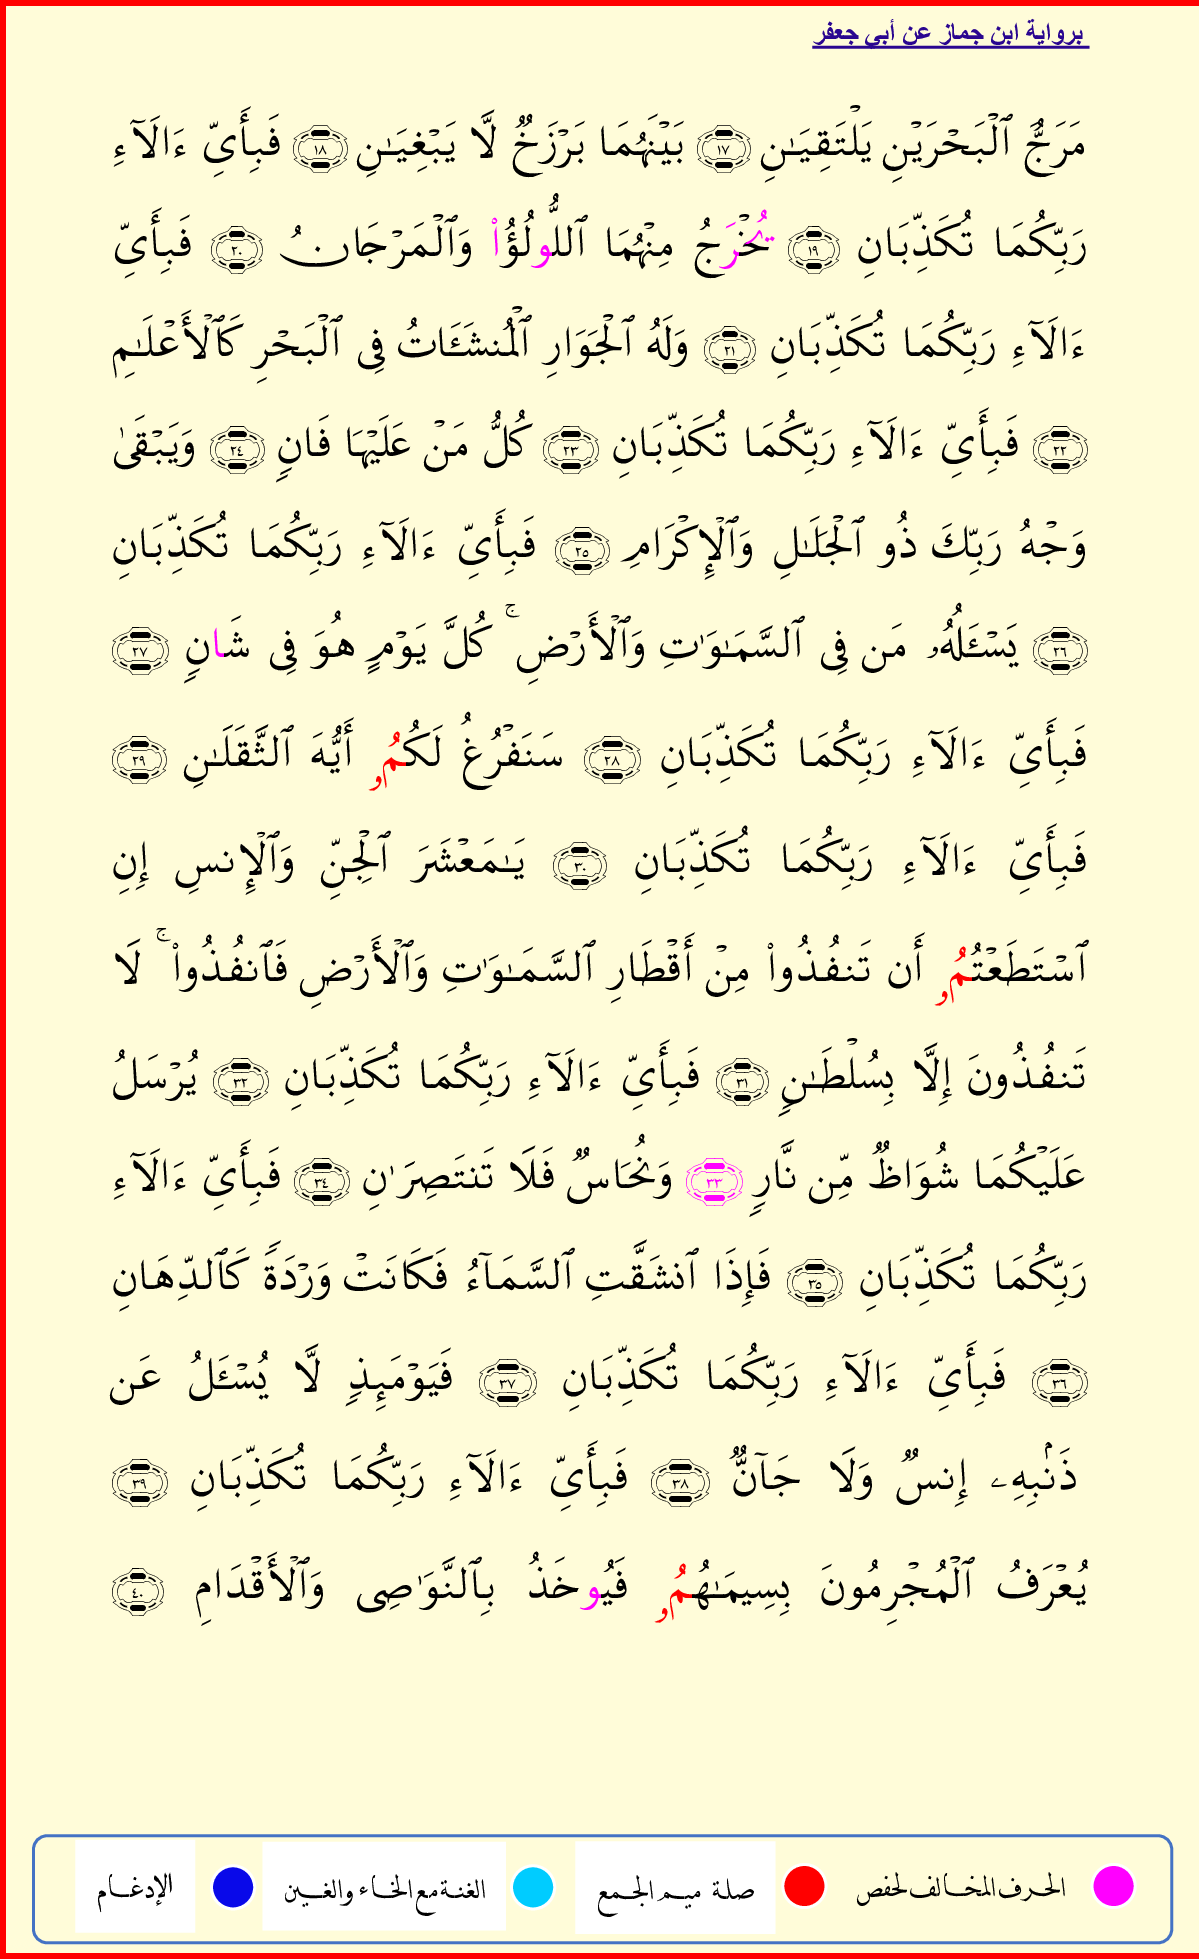 برواية ابن جماز عن أبي جعفر
مَرَجَ ٱلۡبَحۡرَيۡنِ يَلۡتَقِيَـٰنِ ١٧ بَيۡنَهُمَا بَرۡزَخٞ لَّا يَبۡغِيَـٰنِ ١٨ فَبِأَيِّ ءَالَآءِ
رَبِّكُمَا تُكَذِّبَانِ ١٩ يُخۡرَجُ مِنۡهُمَا ٱللُّولُؤُاْ وَٱلۡمَرۡجَانُ ٢٠ فَبِأَيِّ
ءَالَآءِ رَبِّكُمَا تُكَذِّبَانِ ٢١ وَلَهُ ٱلۡجَوَارِ ٱلۡمُنشَـَٔاتُ فِي ٱلۡبَحۡرِ كَٱلۡأَعۡلَـٰمِ
٢٢ فَبِأَيِّ ءَالَآءِ رَبِّكُمَا تُكَذِّبَانِ ٢٣ كُلُّ مَنۡ عَلَيۡهَا فَانٖ ٢٤ وَيَبۡقَىٰ
وَجۡهُ رَبِّكَ ذُو ٱلۡجَلَـٰلِ وَٱلۡإِكۡرَامِ ٢٥ فَبِأَيِّ ءَالَآءِ رَبِّكُمَا تُكَذِّبَانِ
٢٦ يَسۡـَٔلُهُۥ مَن فِي ٱلسَّمَـٰوَٰتِ وَٱلۡأَرۡضِۚ كُلَّ يَوۡمٍ هُوَ فِي شَانٖ ٢٧
فَبِأَيِّ ءَالَآءِ رَبِّكُمَا تُكَذِّبَانِ ٢٨ سَنَفۡرُغُ لَكُمُۥ أَيُّهَ ٱلثَّقَلَـٰنِ ٢٩
فَبِأَيِّ ءَالَآءِ رَبِّكُمَا تُكَذِّبَانِ ٣٠ يَـٰمَعۡشَرَ ٱلۡجِنِّ وَٱلۡإِنسِ إِنِ
ٱسۡتَطَعۡتُمُۥ أَن تَنفُذُواْ مِنۡ أَقۡطَارِ ٱلسَّمَـٰوَٰتِ وَٱلۡأَرۡضِ فَٱنفُذُواْۚ لَا
تَنفُذُونَ إِلَّا بِسُلۡطَـٰنٖ ٣١ فَبِأَيِّ ءَالَآءِ رَبِّكُمَا تُكَذِّبَانِ ٣٢ يُرۡسَلُ
عَلَيۡكُمَا شُوَاظٞ مِّن نَّارٖ ٣٣ وَنُحَاسٞ فَلَا تَنتَصِرَٰنِ ٣٤ فَبِأَيِّ ءَالَآءِ
رَبِّكُمَا تُكَذِّبَانِ ٣٥ فَإِذَا ٱنشَقَّتِ ٱلسَّمَآءُ فَكَانَتۡ وَرۡدَةٗ كَٱلدِّهَانِ
٣٦ فَبِأَيِّ ءَالَآءِ رَبِّكُمَا تُكَذِّبَانِ ٣٧ فَيَوۡمَئِذٖ لَّا يُسۡـَٔلُ عَن
ذَنۢبِهِۦ إِنسٞ وَلَا جَآنّٞ ٣٨ فَبِأَيِّ ءَالَآءِ رَبِّكُمَا تُكَذِّبَانِ ٣٩
يُعۡرَفُ ٱلۡمُجۡرِمُونَ بِسِيمَـٰهُمُۥ فَيُوخَذُ بِٱلنَّوَٰصِي وَٱلۡأَقۡدَامِ ٤٠
الحرف المخالف لحفص صلة ميم الجمع الغنة مع الخاء والغين الإدغام